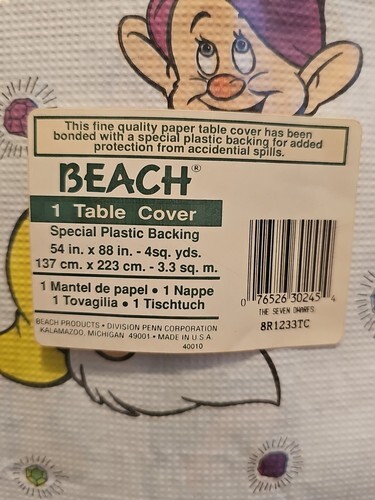 This fine quality paper table cover has been
bonded with a special plastic backing for added
protection from accidential spills.
BEACH®
1 Table Cover
Special Plastic Backing
54 in. x 88 in. - 4sq. yds.
137 cm. x 223 cm. - 3.3 sq. m.
1 Mantel de papel • 1 Nappe
1 Tovagilia • 1 Tischtuch
BEACH PRODUCTS • DIVISION PENN CORPORATION
KALAMAZOO, MICHIGAN 49001 • MADE IN U.S.A
40010
0 76526 30245 4
THE SEVEN DWARFS
8R1233TC